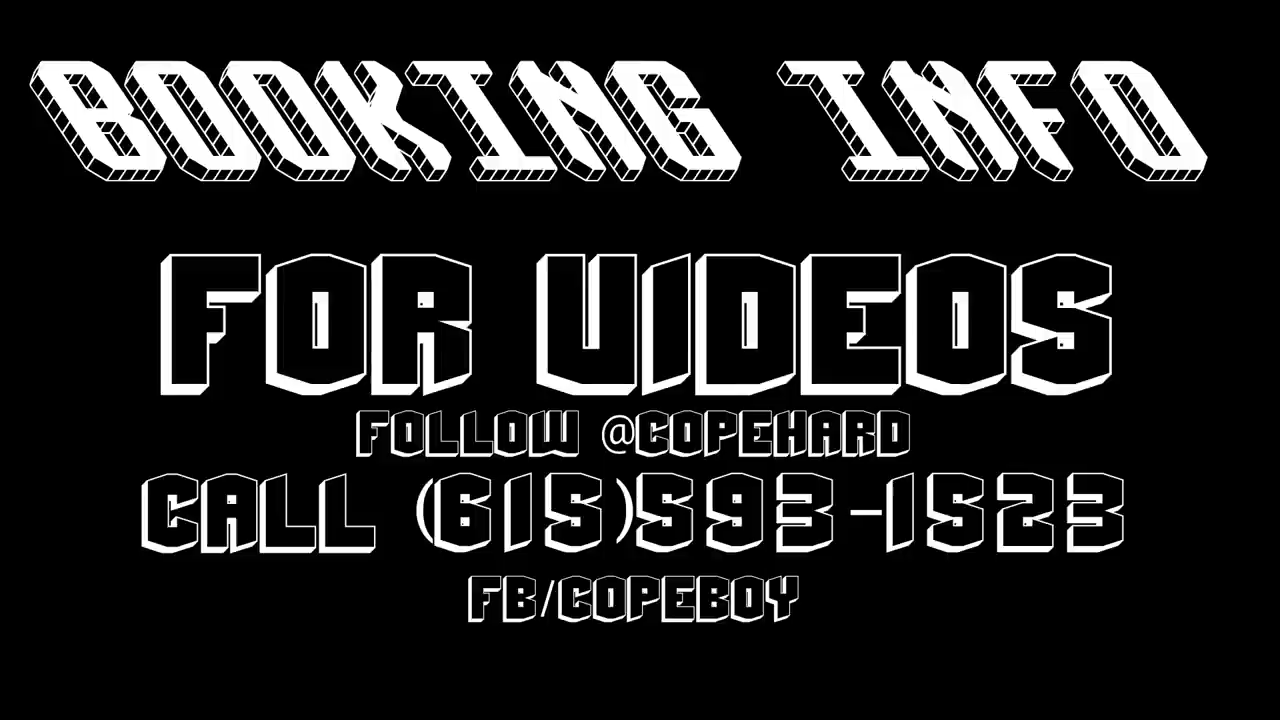 BOOKING INFO
FOR VIDEOS
FOLLOW @COPEHARD
CALL (615)593-1523
FB/COPEBOY